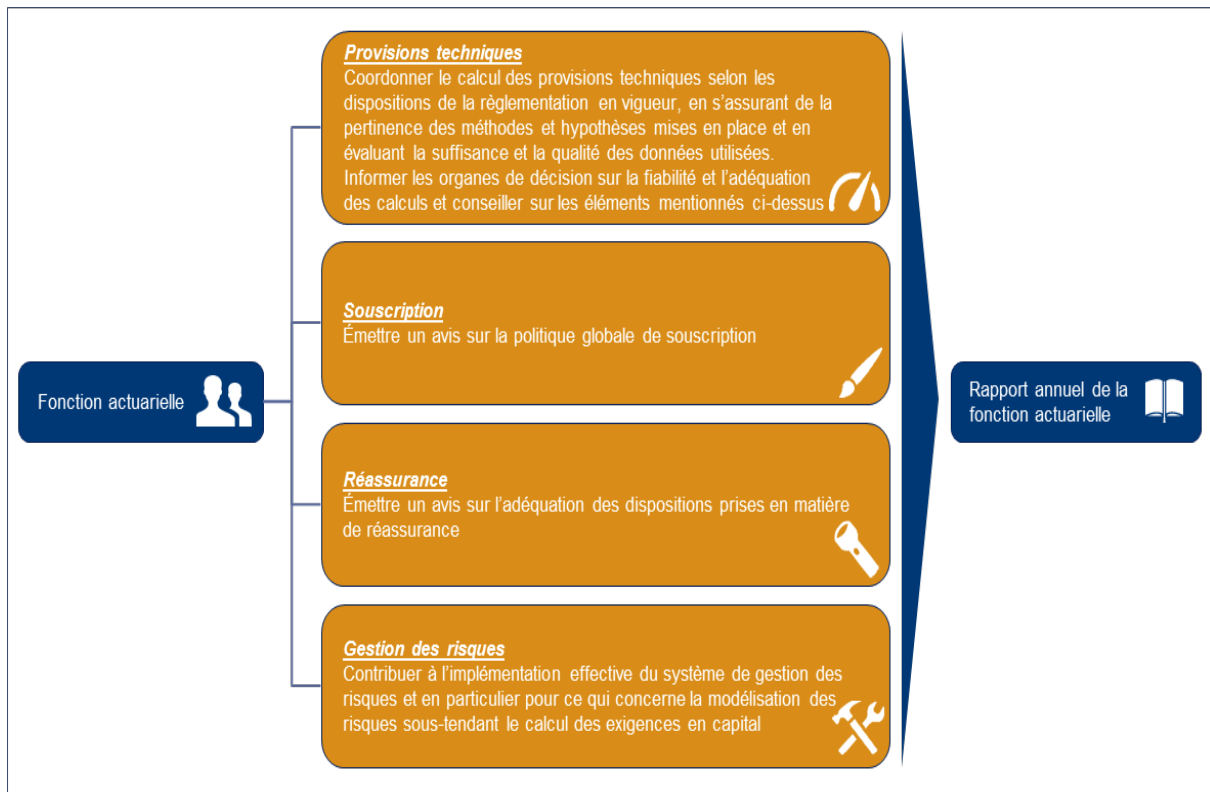 Fonction actuarielle
Provisions techniques
Coordonner le calcul des provisions techniques selon les
dispositions de la règlementation en vigueur, en s'assurant de la
pertinence des méthodes et hypothèses mises en place et en
évaluant la suffisance et la qualité des données utilisées.
Informer les organes de décision sur la fiabilité et l'adéquation
des calculs et conseiller sur les éléments mentionnés ci-dessus
Souscription
Émettre un avis sur la politique globale de souscription
Réassurance
Émettre un avis sur l'adéquation des dispositions prises en matière
de réassurance
Gestion des risques
Contribuer à l'implémentation effective du système de gestion des
risques et en particulier pour ce qui concerne la modélisation des
risques sous-tendant le calcul des exigences en capital
Rapport annuel de la
fonction actuarielle